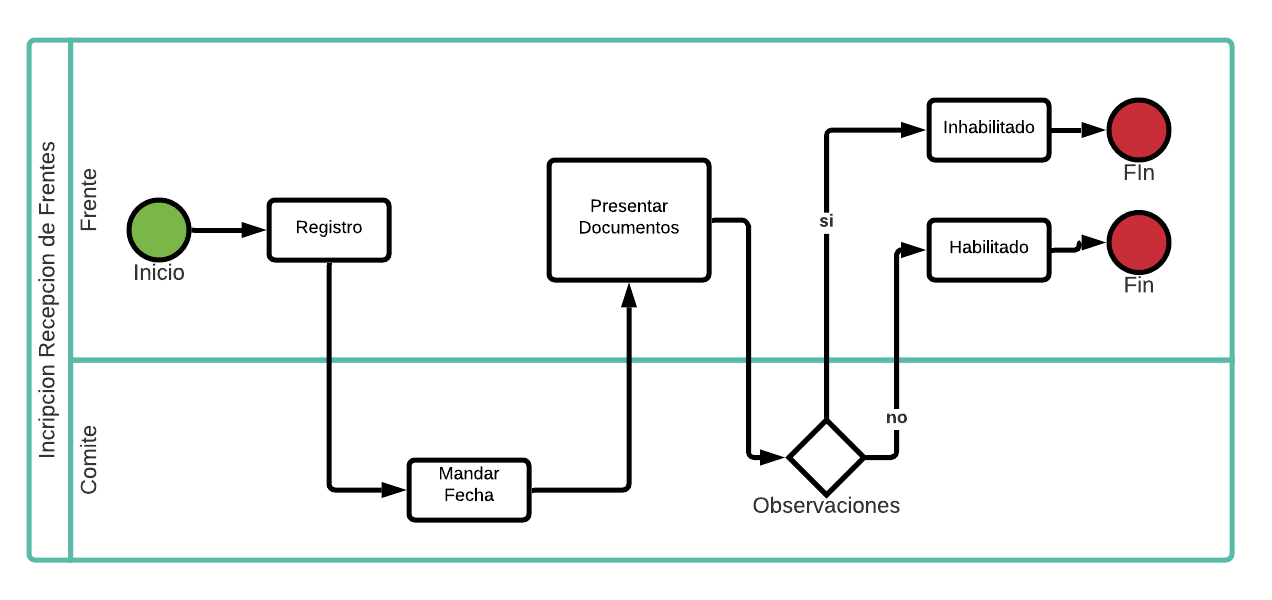 Incripcion Recepcion de Frentes
Frente
Inicio
Registro
Presentar
Documentos
si
Inhabilitado
FIn
Habilitado
Fin
Comite
Mandar
Fecha
no
Observaciones